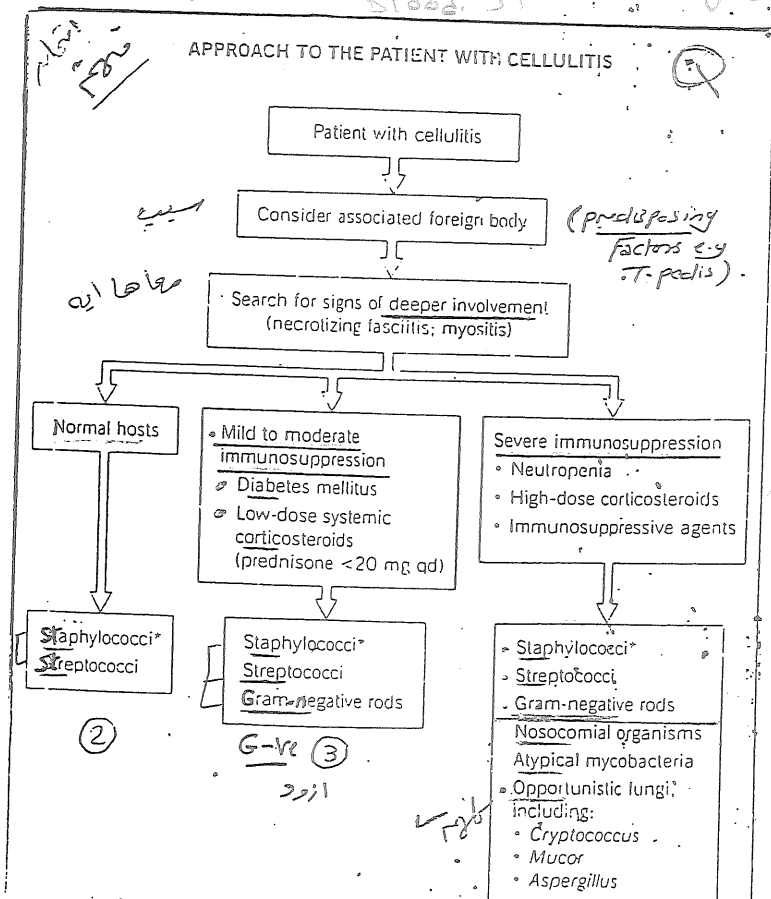 APPROACH TO THE PATIENT WITH CELLULITIS
Patient with cellulitis
Consider associated foreign body
(predisposing
factors e.g
T. pedis).
Search for signs of deeper involvement
(necrotizing fasciitis; myositis)
Normal hosts
• Mild to moderate
immunosuppression
• Diabetes mellitus
• Low-dose systemic
corticosteroids
(prednisone <20 mg qd)
Severe immunosuppression
• Neutropenia
• High-dose corticosteroids
• Immunosuppressive agents
Staphylococci*
Streptococci
2
Staphylococci*
Streptococci
Gram-negative rods
G-ve 3
ازود
• Staphylococci*
• Streptococci
• Gram-negative rods
Nosocomial organisms
Atypical mycobacteria
• Opportunistic fungi,
including:
• Cryptococcus
• Mucor
• Aspergillus